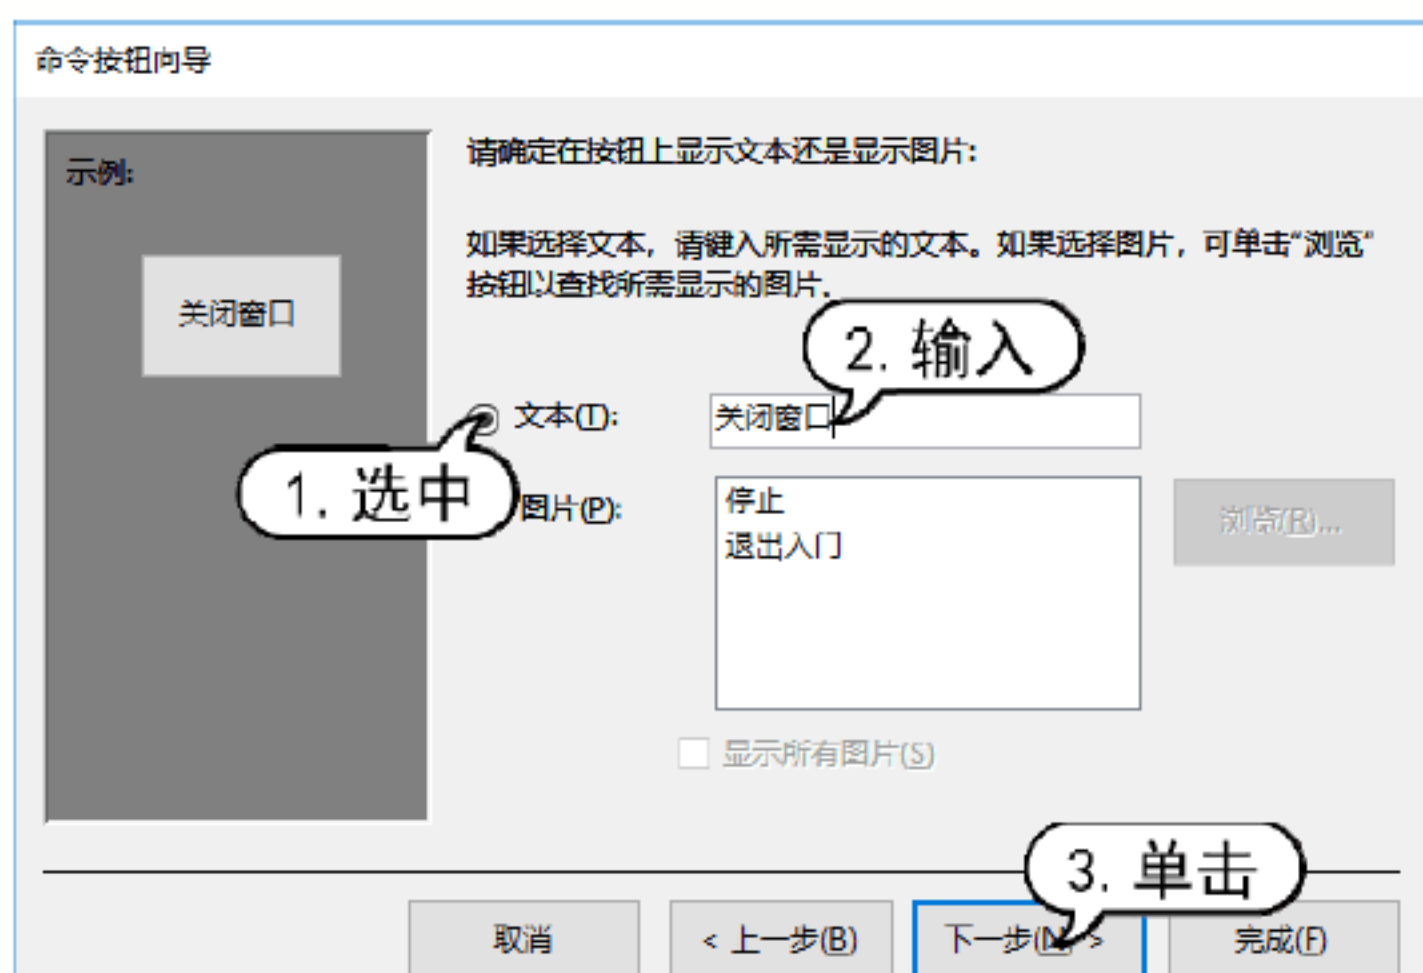 命令按钮向导
示例:
关闭窗口
请确定在按钮上显示文本还是显示图片:
如果选择文本，请键入所需显示的文本。如果选择图片，可单击“浏览”
按钮以查找所需显示的图片.
2. 输入
文本(T):
关闭窗口
1. 选中
图片(P):
停止
退出入门
浏览(R)...
显示所有图片(S)
3. 单击
取消
< 上一步(B)
下一步(N) >
完成(F)